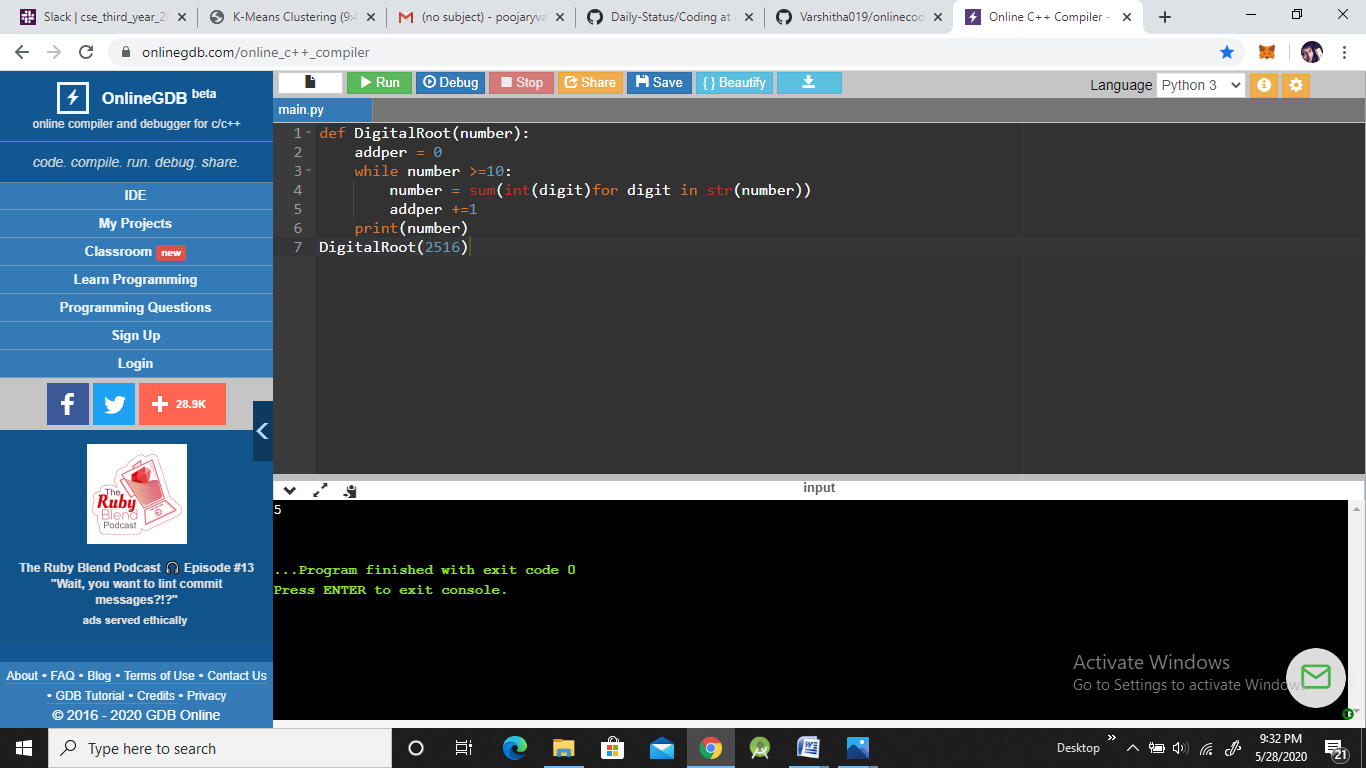 Slack | cse_third_year_2
K-Means Clustering (9:4
(no subject) - poojaryva
Daily-Status/Coding at
Varshitha019/onlinecod
Online C++ Compiler -
onlinegdb.com/online_c++_compiler
OnlineGDB beta
online compiler and debugger for c/c++
code. compile. run. debug. share.
IDE
My Projects
Classroom new
Learn Programming
Programming Questions
Sign Up
Login
28.9K
The Ruby Blend Podcast
The Ruby Blend Podcast 🎧 Episode #13
"Wait, you want to lint commit
messages?!?"
ads served ethically
About • FAQ • Blog • Terms of Use • Contact Us
• GDB Tutorial • Credits • Privacy
© 2016 - 2020 GDB Online
Run Debug Stop Share Save { } Beautify
Language Python 3
main.py
1 def DigitalRoot(number):
2 addper = 0
3 while number >=10:
4 number = sum(int(digit)for digit in str(number))
5 addper +=1
6 print(number)
7 DigitalRoot(2516)
input
5
...Program finished with exit code 0
Press ENTER to exit console.
Activate Windows
Go to Settings to activate Windows.
Type here to search
Desktop
9:32 PM
5/28/2020
21